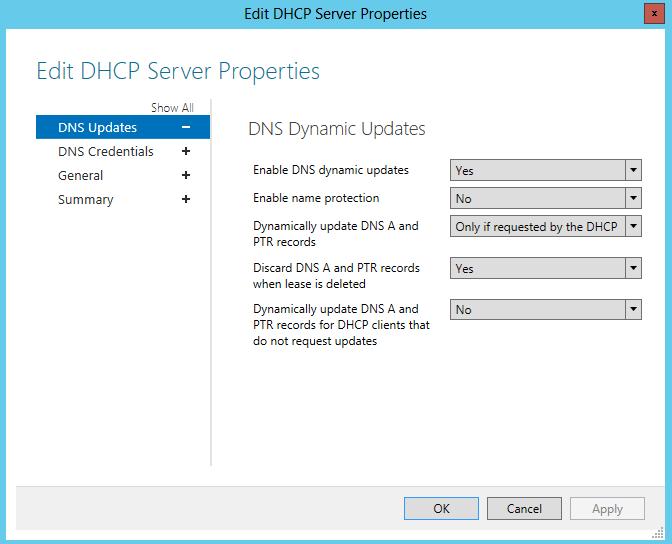 Edit DHCP Server Properties
x
Edit DHCP Server Properties
Show All
DNS Updates −
DNS Credentials +
General +
Summary +
DNS Dynamic Updates
Enable DNS dynamic updates Yes
Enable name protection No
Dynamically update DNS A and Only if requested by the DHCP
PTR records
Discard DNS A and PTR records Yes
when lease is deleted
Dynamically update DNS A and No
PTR records for DHCP clients that
do not request updates
OK Cancel Apply